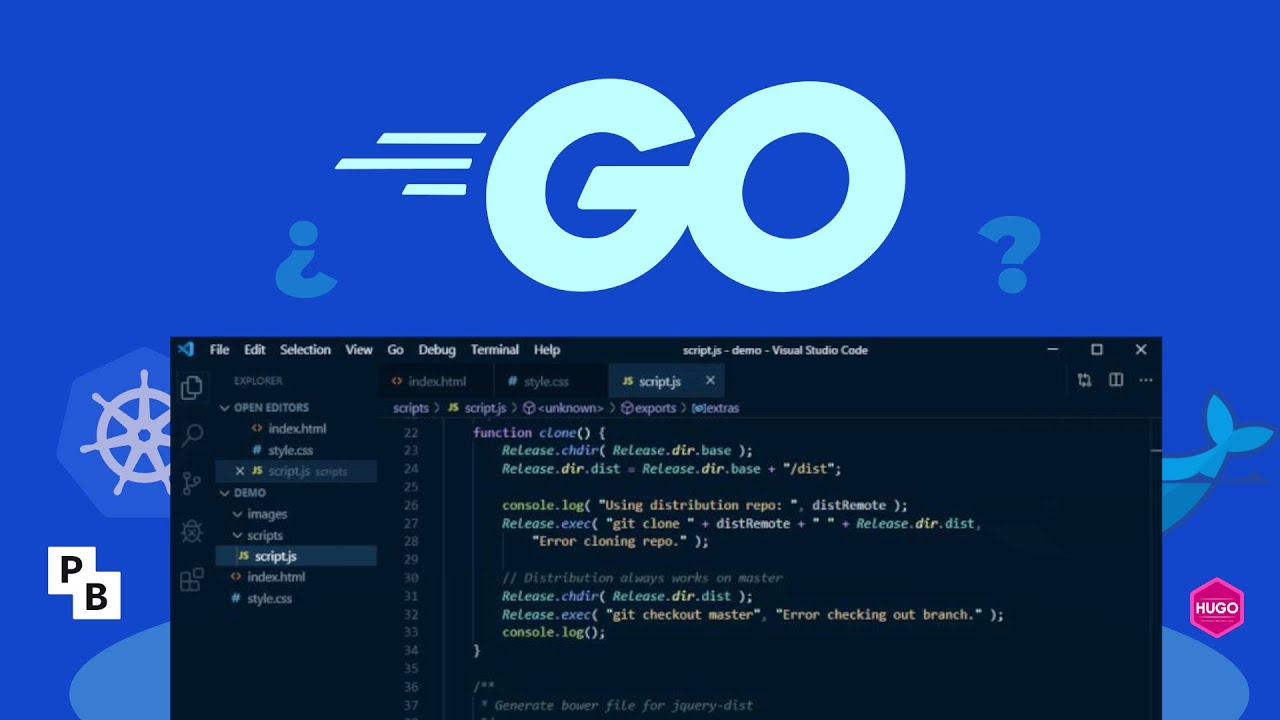 GO
¿ ?
File Edit Selection View Go Debug Terminal Help script.js - demo - Visual Studio Code
EXPLORER
OPEN EDITORS
index.html
style.css
JS script.js scripts
DEMO
images
scripts
JS script.js
index.html
# style.css
index.html # style.css JS script.js
scripts > JS script.js > <unknown> > exports > extras
22 function clone() {
23 Release.chdir( Release.dir.base );
24 Release.dir.dist = Release.dir.base + "/dist";
25
26 console.log( "Using distribution repo: ", distRemote );
27 Release.exec( "git clone " + distRemote + " " + Release.dir.dist,
28 "Error cloning repo." );
29
30 // Distribution always works on master
31 Release.chdir( Release.dir.dist );
32 Release.exec( "git checkout master", "Error checking out branch." );
33 console.log();
34 }
35
36 /**
37 * Generate bower file for jquery-dist
P
B
HUGO